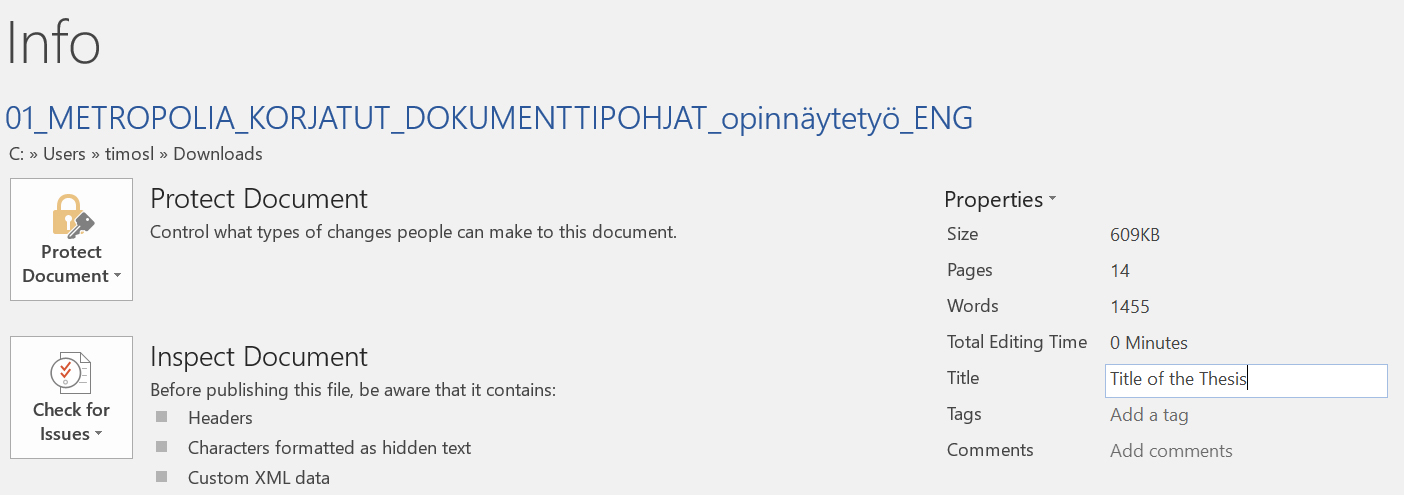 Info
01_METROPOLIA_KORJATUT_DOKUMENTTIPOHJAT_opinnäytetyö_ENG
C: » Users » timosl » Downloads
Protect
Document
Protect Document
Control what types of changes people can make to this document.
Check for
Issues
Inspect Document
Before publishing this file, be aware that it contains:
Headers
Characters formatted as hidden text
Custom XML data
Properties
Size 609KB
Pages 14
Words 1455
Total Editing Time 0 Minutes
Title Title of the Thesis
Tags Add a tag
Comments Add comments